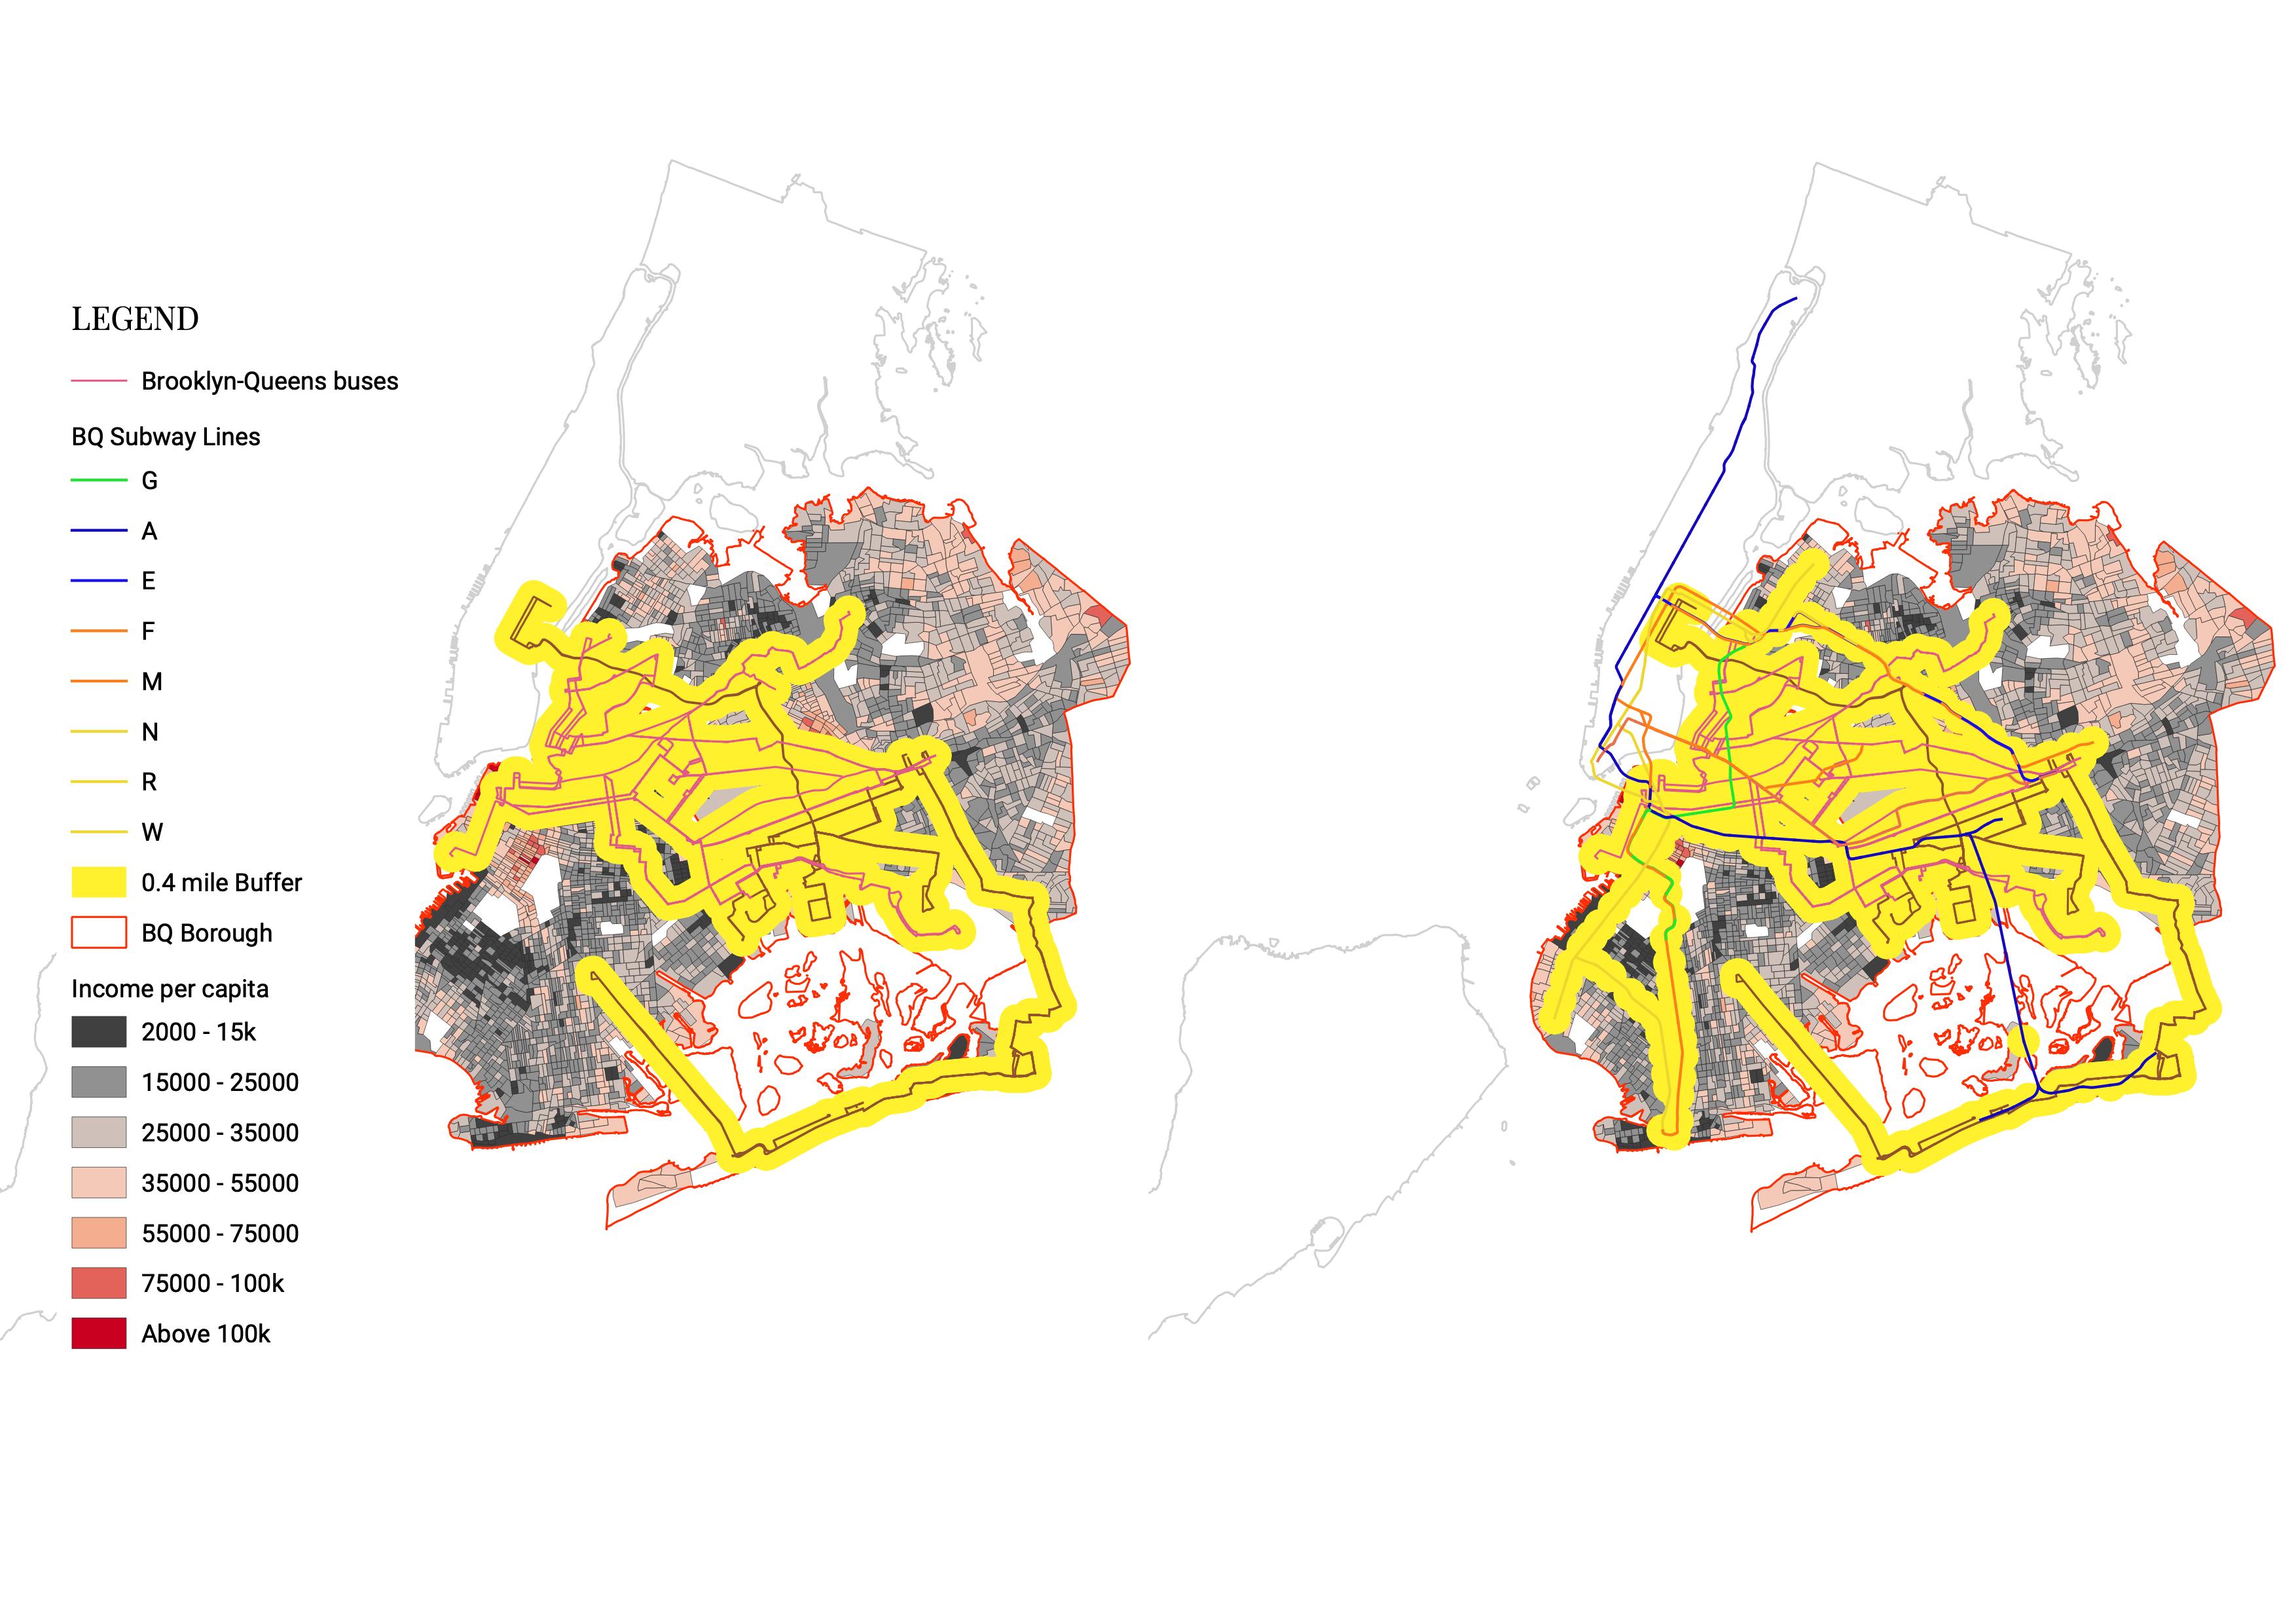 LEGEND
Brooklyn-Queens buses
BQ Subway Lines
G
A
E
F
M
N
R
W
0.4 mile Buffer
BQ Borough
Income per capita
2000 - 15k
15000 - 25000
25000 - 35000
35000 - 55000
55000 - 75000
75000 - 100k
Above 100k